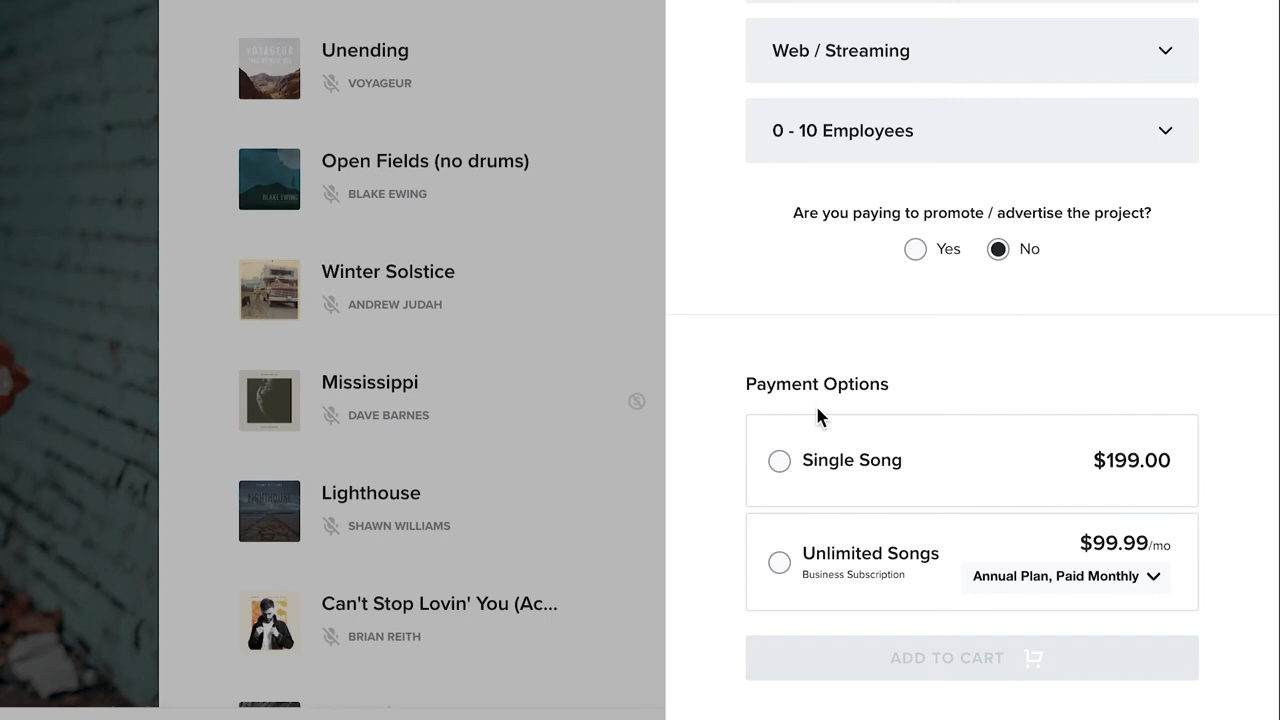 Unending
VOYAGEUR
Open Fields (no drums)
BLAKE EWING
Winter Solstice
ANDREW JUDAH
Mississippi
DAVE BARNES
Lighthouse
SHAWN WILLIAMS
Can't Stop Lovin' You (Ac...
BRIAN REITH
Web / Streaming
0 - 10 Employees
Are you paying to promote / advertise the project?
Yes No
Payment Options
Single Song $199.00
Unlimited Songs $99.99/mo
Business Subscription Annual Plan, Paid Monthly
ADD TO CART
VOYAGEUR
BLAKE EWING